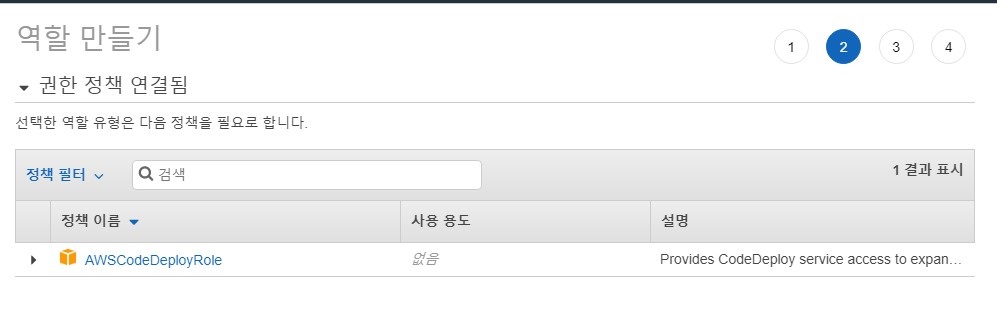 역할 만들기
1 2 3 4
권한 정책 연결됨
선택한 역할 유형은 다음 정책을 필요로 합니다.
정책 필터 검색 1 결과 표시
정책 이름 사용 용도 설명
AWSCodeDeployRole 없음 Provides CodeDeploy service access to expan…